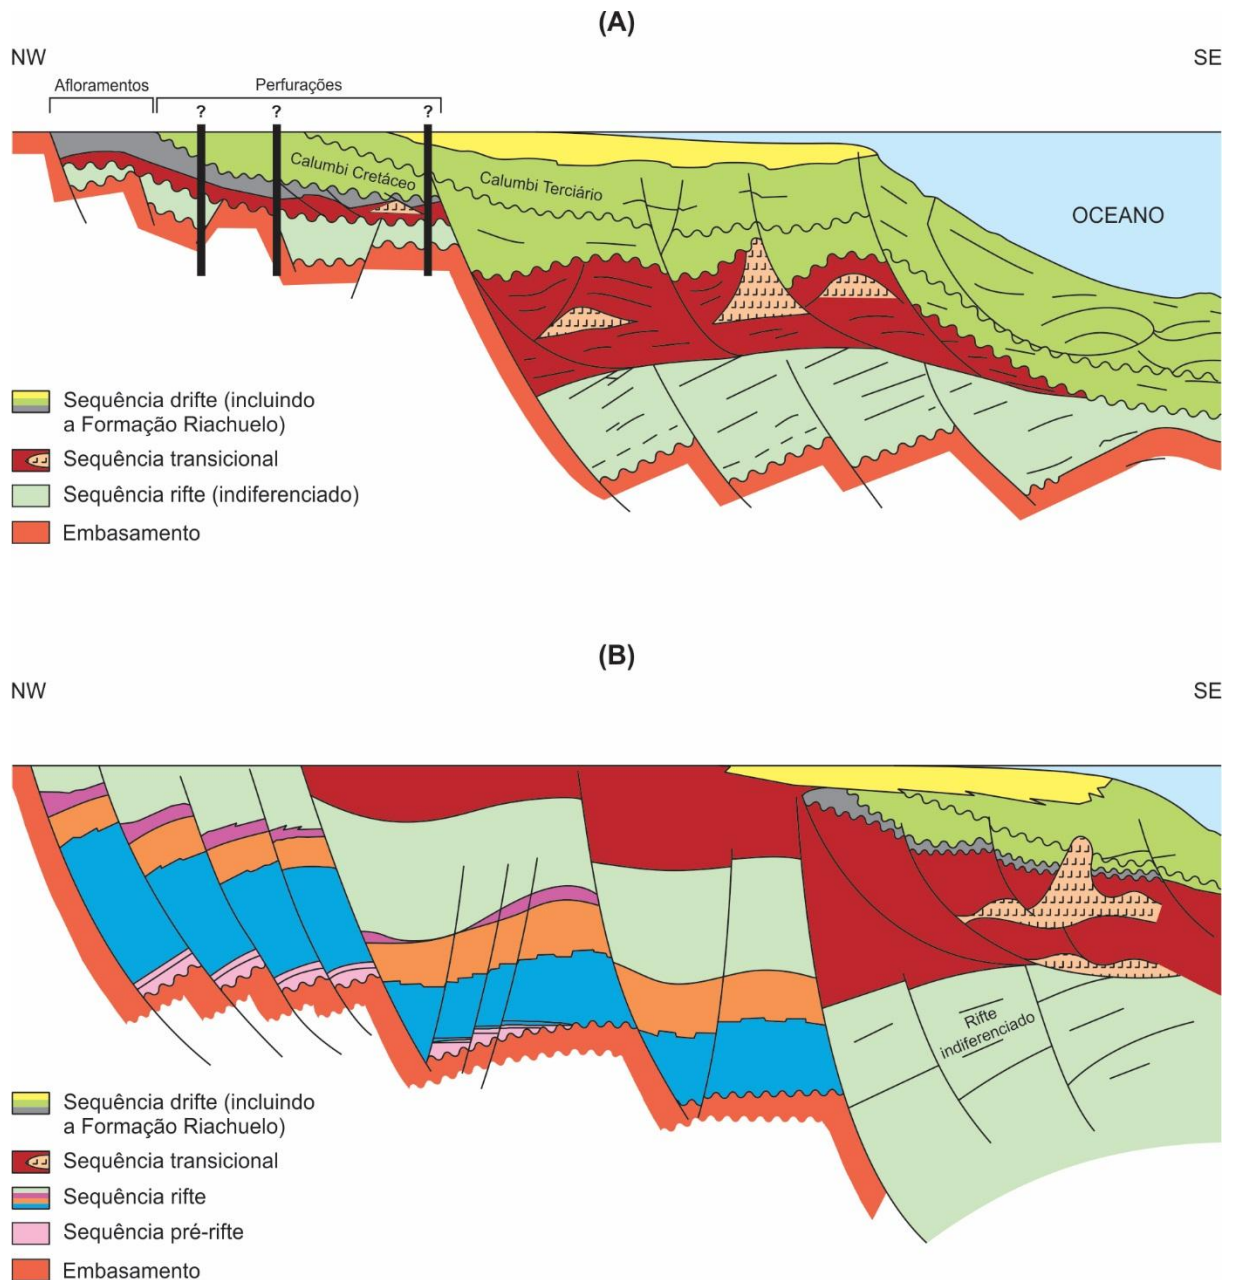 (A)
NW
SE
Afloramentos
Perfurações
?
?
?
Calumbi Cretáceo
Calumbi Terciário
OCEANO
Sequência drifte (incluindo
a Formação Riachuelo)
Sequência transicional
Sequência rifte (indiferenciado)
Embasamento
(B)
NW
SE
Rifte
indiferenciado
Sequência drifte (incluindo
a Formação Riachuelo)
Sequência transicional
Sequência rifte
Sequência pré-rifte
Embasamento